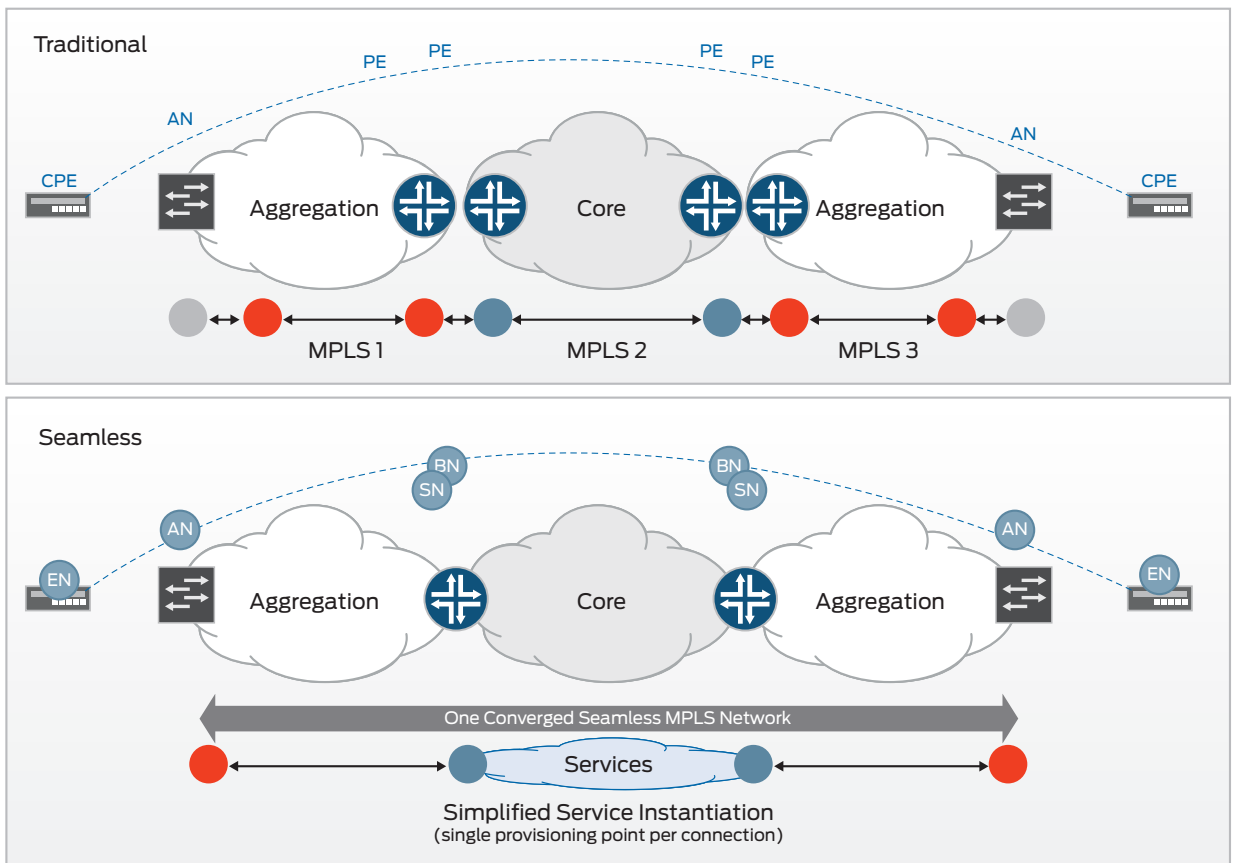 Traditional
PE
PE
PE
PE
AN
AN
CPE
CPE
Aggregation
Core
Aggregation
MPLS 1
MPLS 2
MPLS 3
Seamless
BN
SN
BN
SN
AN
AN
EN
EN
Aggregation
Core
Aggregation
One Converged Seamless MPLS Network
Services
Simplified Service Instantiation
(single provisioning point per connection)